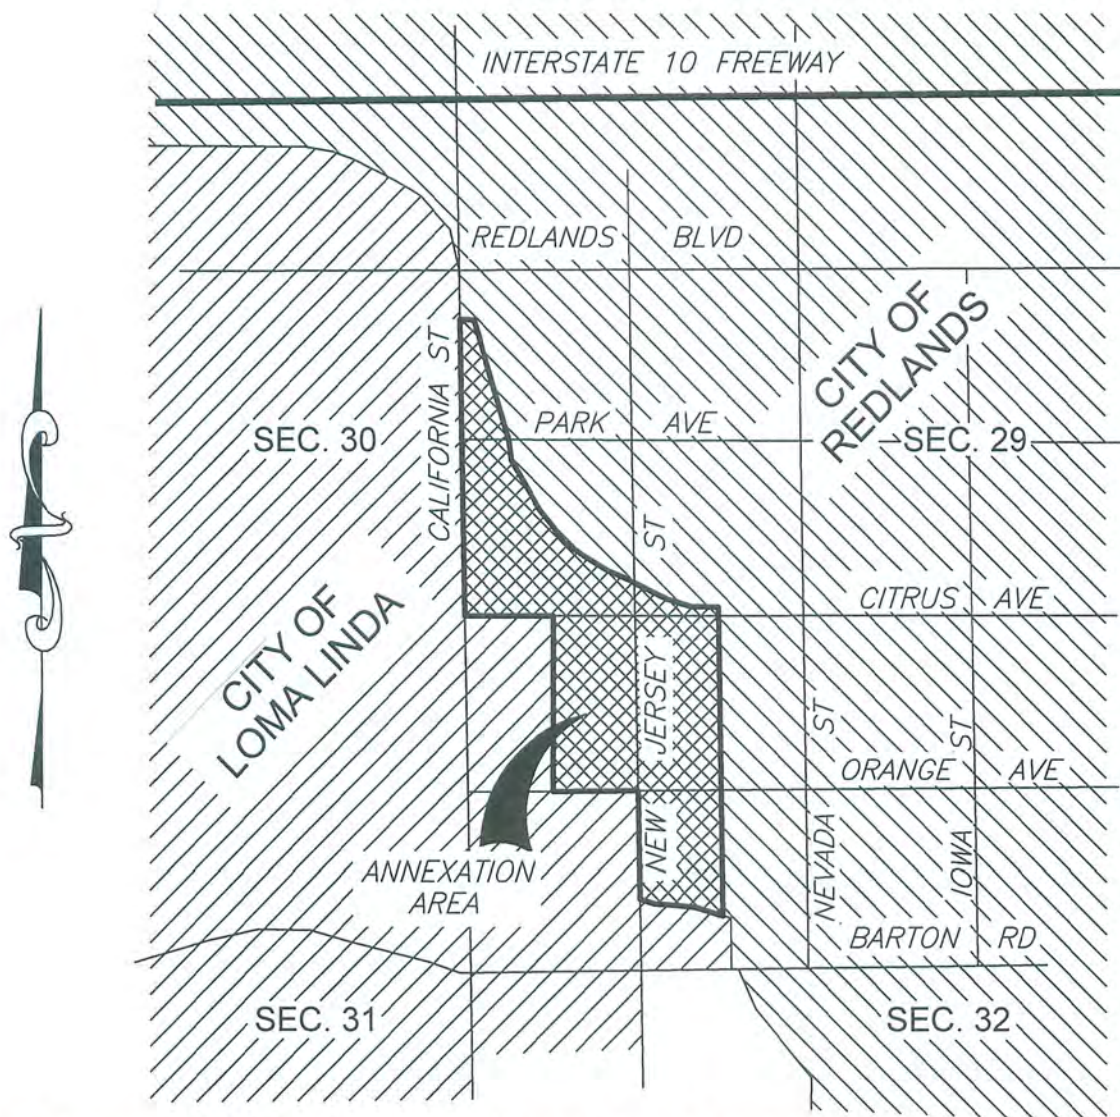 INTERSTATE 10 FREEWAY
REDLANDS BLVD
CITY OF
REDLANDS
CALIFORNIA ST
SEC. 30
PARK AVE
SEC. 29
NEW JERSEY ST
CITRUS AVE
CITY OF
LOMA LINDA
NEVADA ST
IOWA ST
ORANGE AVE
ANNEXATION
AREA
BARTON RD
SEC. 31
SEC. 32